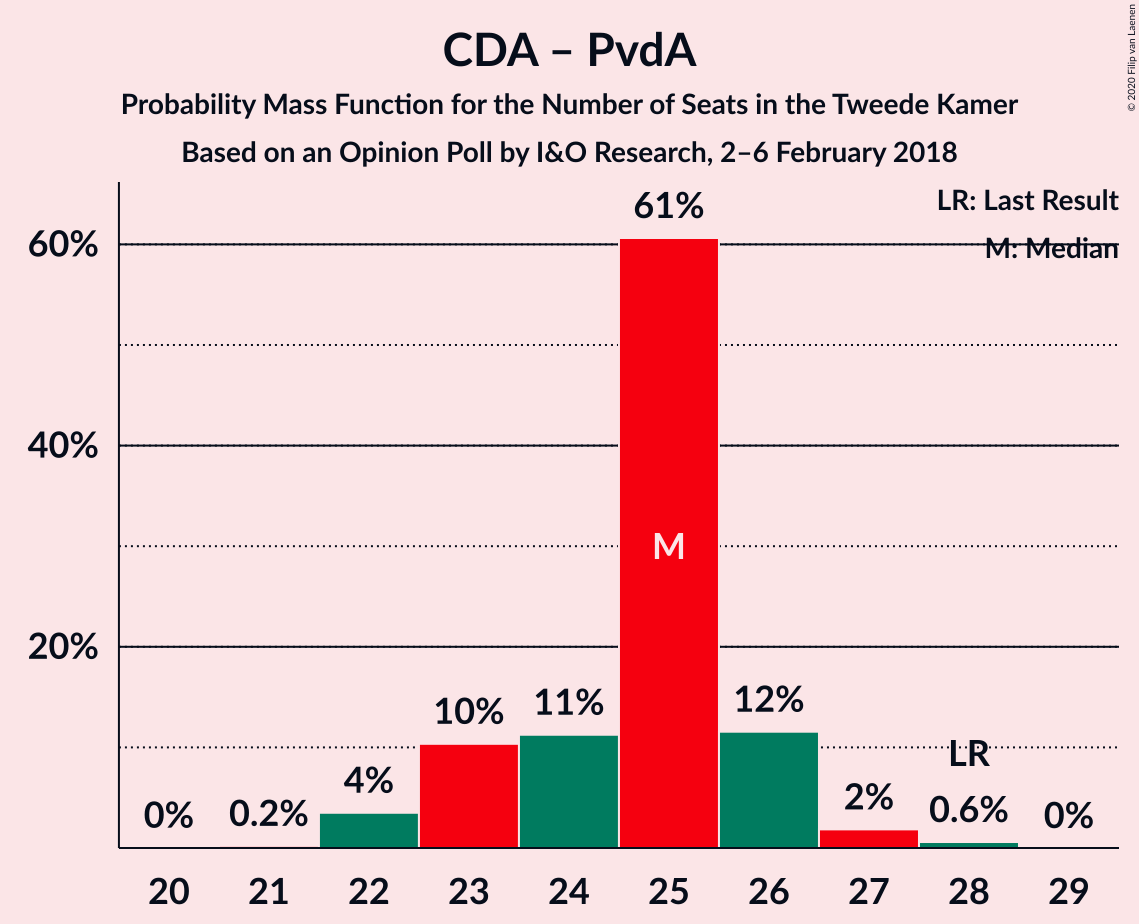 CDA – PvdA
Probability Mass Function for the Number of Seats in the Tweede Kamer
Based on an Opinion Poll by I&O Research, 2–6 February 2018
© 2020 Filip van Laenen
LR: Last Result
M: Median
60%
40%
20%
0%
0.2%
4%
10%
11%
61%
M
12%
2%
LR
0.6%
0%
20 21 22 23 24 25 26 27 28 29